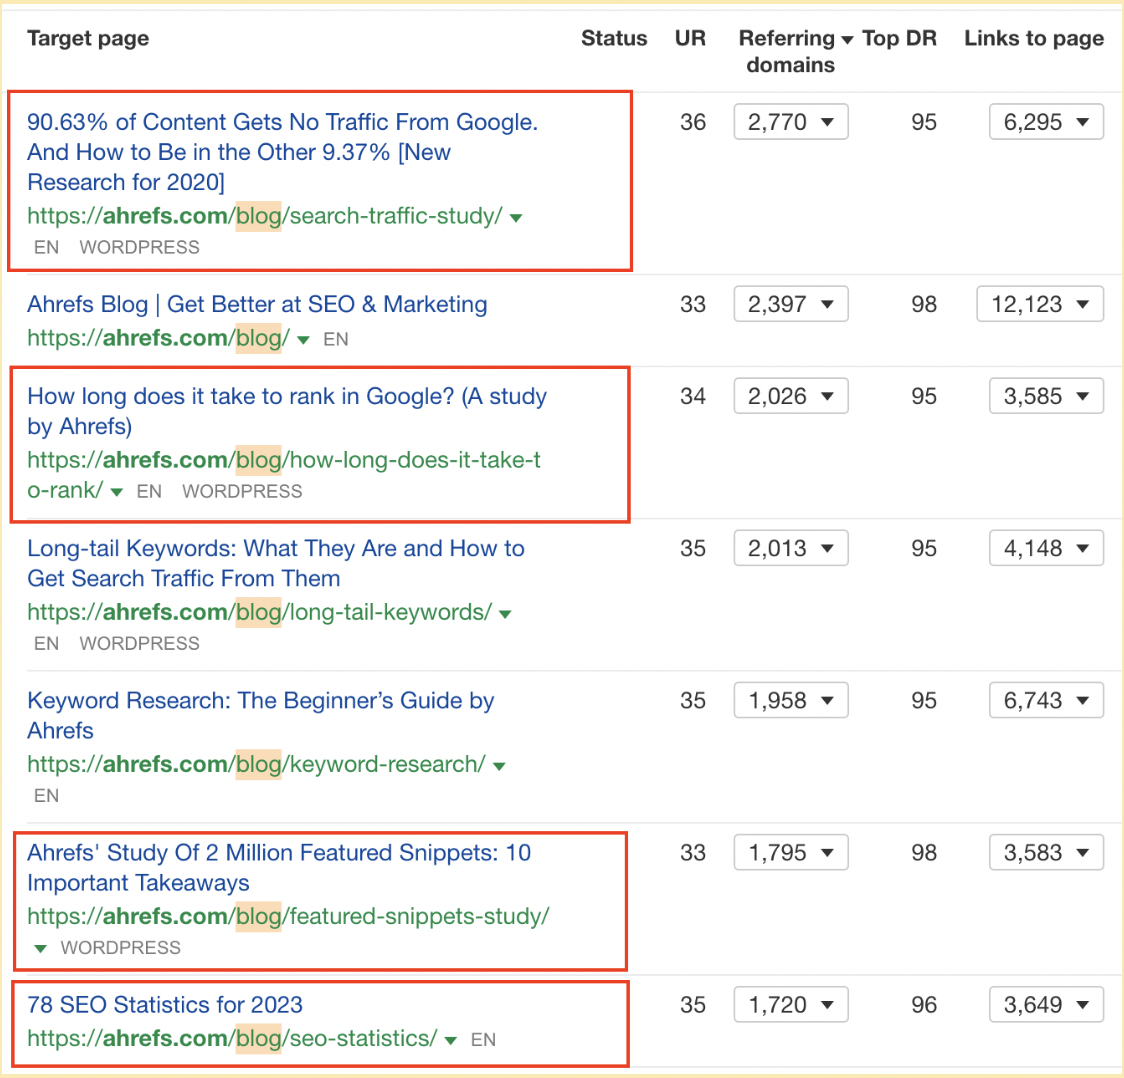 Target page Status UR Referring domains Top DR Links to page
90.63% of Content Gets No Traffic From Google. 36 2,770 95 6,295
And How to Be in the Other 9.37% [New
Research for 2020]
https://ahrefs.com/blog/search-traffic-study/
EN WORDPRESS
Ahrefs Blog | Get Better at SEO & Marketing 33 2,397 98 12,123
https://ahrefs.com/blog/ EN
How long does it take to rank in Google? (A study 34 2,026 95 3,585
by Ahrefs)
https://ahrefs.com/blog/how-long-does-it-take-t
o-rank/ EN WORDPRESS
Long-tail Keywords: What They Are and How to 35 2,013 95 4,148
Get Search Traffic From Them
https://ahrefs.com/blog/long-tail-keywords/
EN WORDPRESS
Keyword Research: The Beginner’s Guide by 35 1,958 95 6,743
Ahrefs
https://ahrefs.com/blog/keyword-research/
EN
Ahrefs' Study Of 2 Million Featured Snippets: 10 33 1,795 98 3,583
Important Takeaways
https://ahrefs.com/blog/featured-snippets-study/
WORDPRESS
78 SEO Statistics for 2023 35 1,720 96 3,649
https://ahrefs.com/blog/seo-statistics/ EN